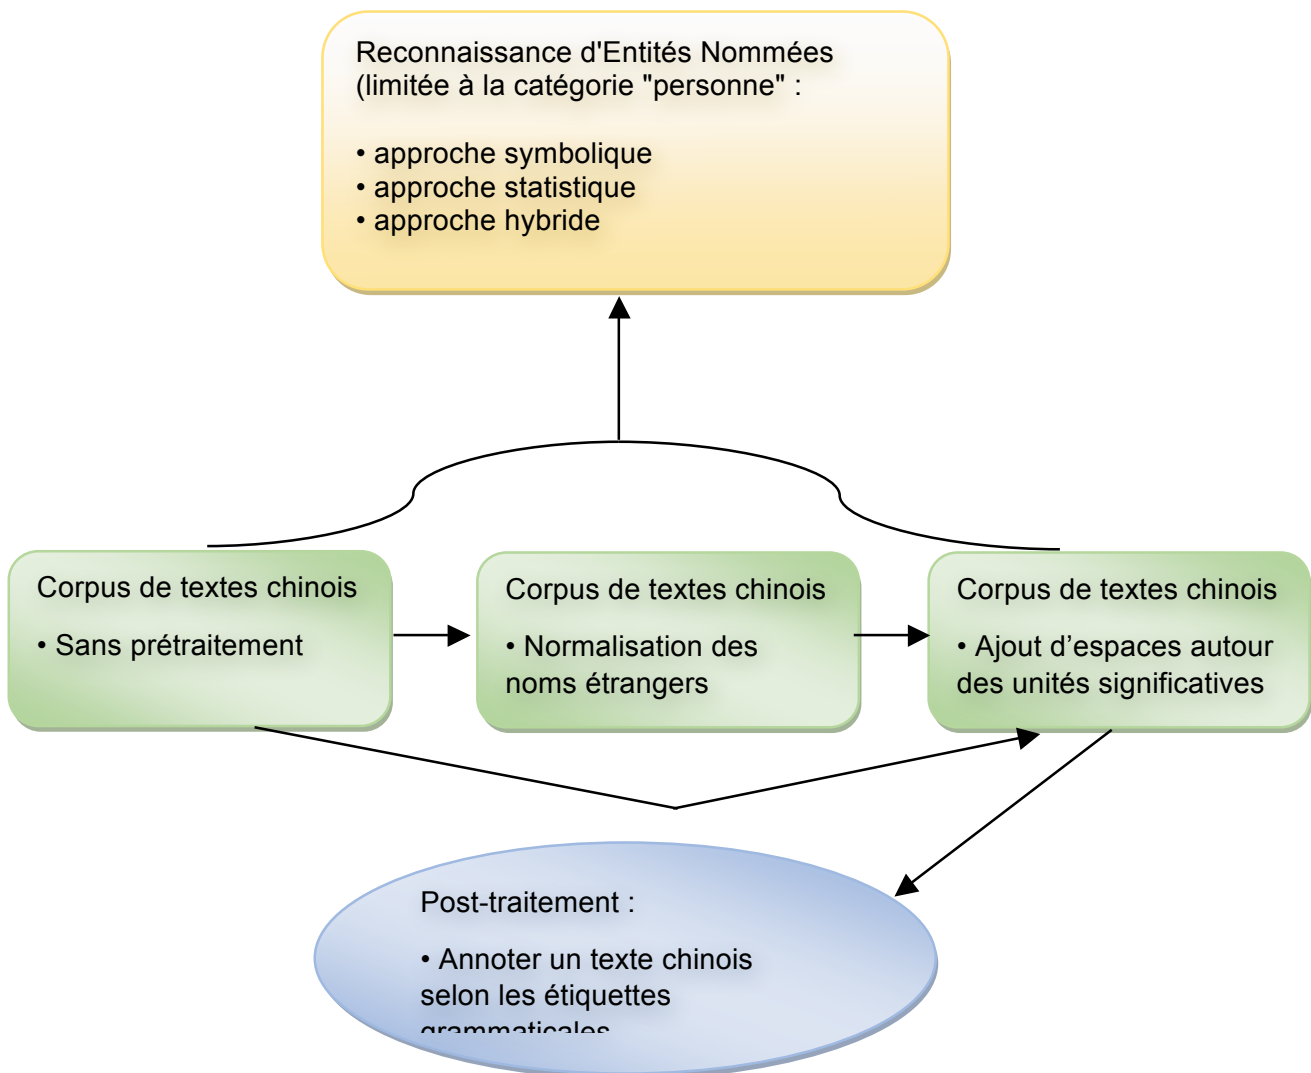 Reconnaissance d'Entités Nommées
(limitée à la catégorie "personne" :
• approche symbolique
• approche statistique
• approche hybride
Corpus de textes chinois
• Sans prétraitement
Corpus de textes chinois
• Normalisation des
noms étrangers
Corpus de textes chinois
• Ajout d’espaces autour
des unités significatives
Post-traitement :
• Annoter un texte chinois
selon les étiquettes
grammaticales